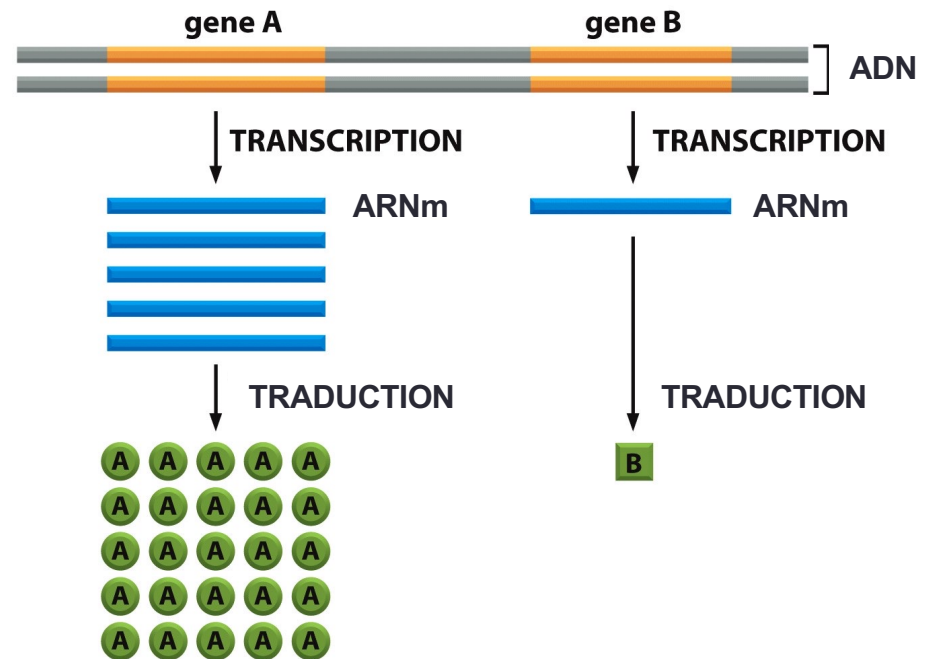 gene A
gene B
ADN
TRANSCRIPTION
TRANSCRIPTION
ARNm
ARNm
TRADUCTION
TRADUCTION
A A A A A
B
A A A A A
A A A A A
A A A A A
A A A A A